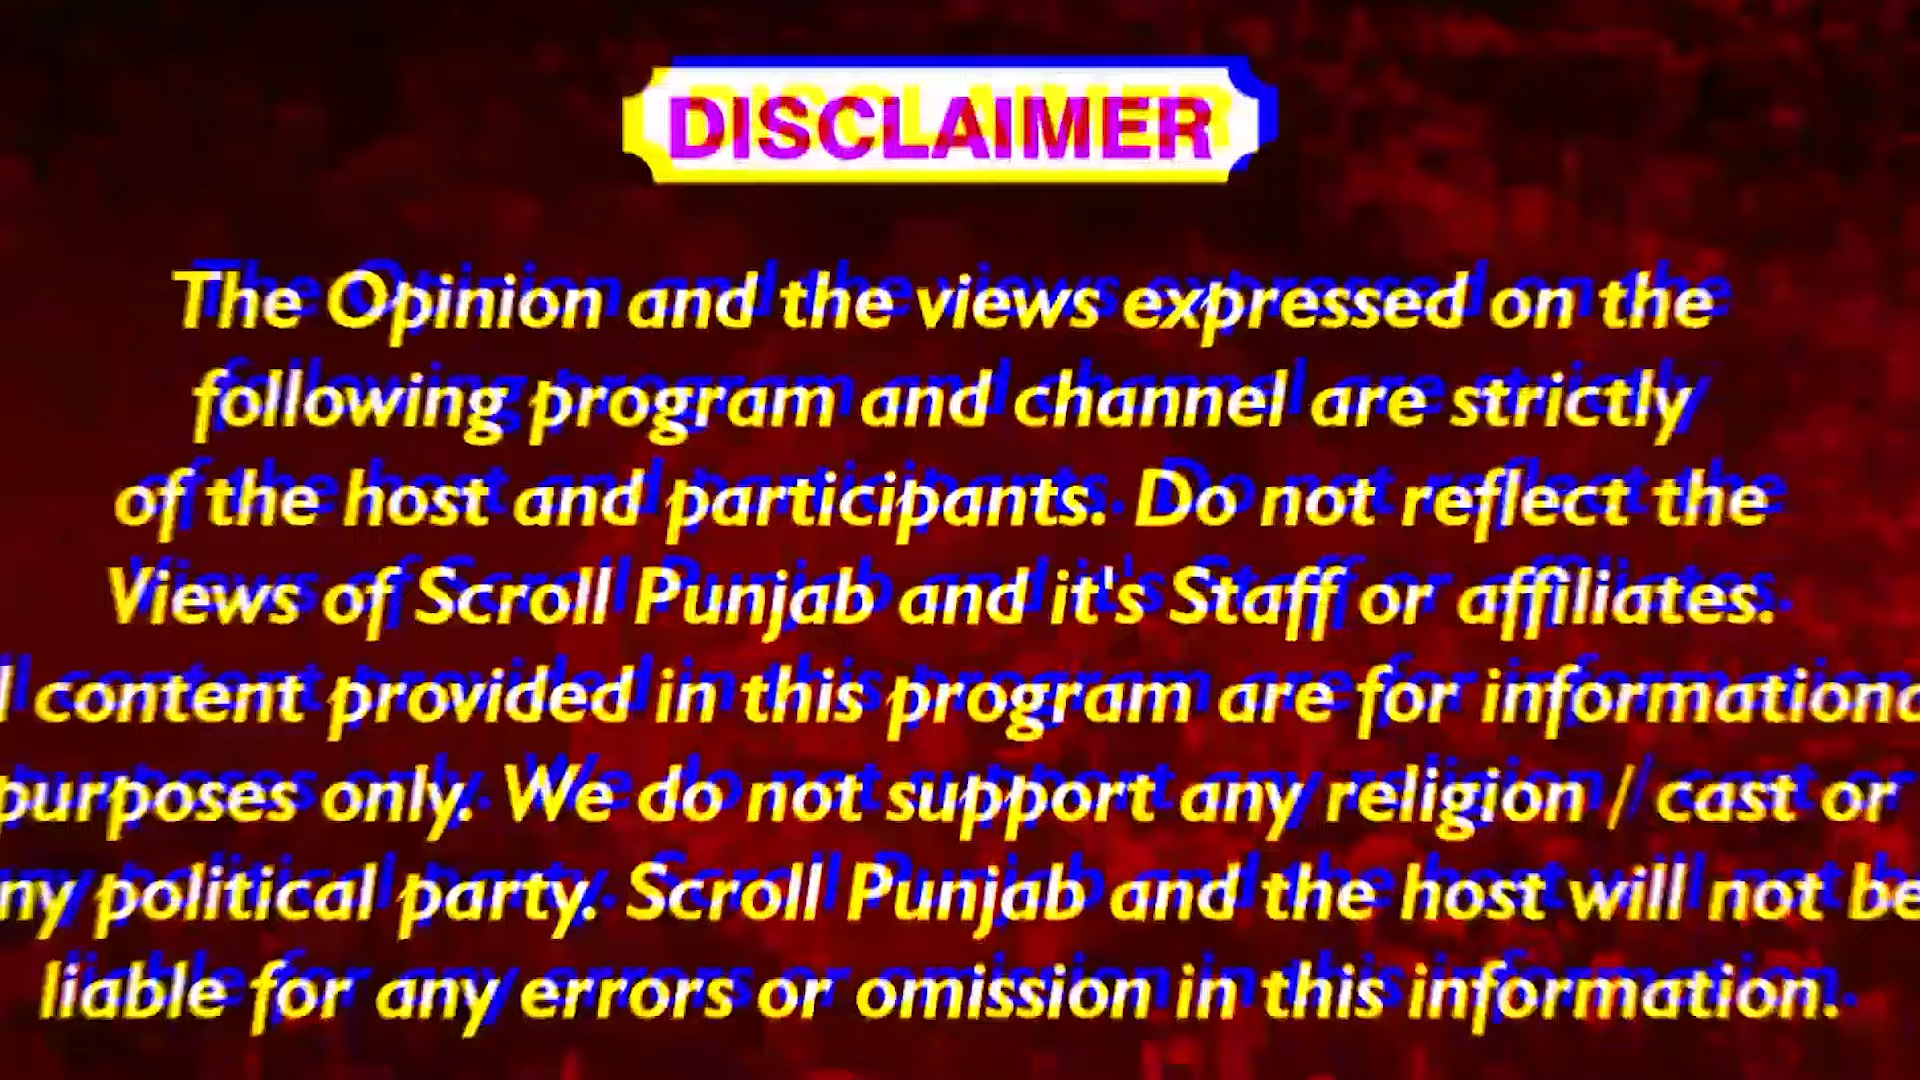 DISCLAIMER
The Opinion and the views expressed on the
following program and channel are strictly
of the host and participants. Do not reflect the
Views of Scroll Punjab and it's Staff or affiliates.
l content provided in this program are for informationa
purposes only. We do not support any religion / cast or
ny political party. Scroll Punjab and the host will not be
liable for any errors or omission in this information.